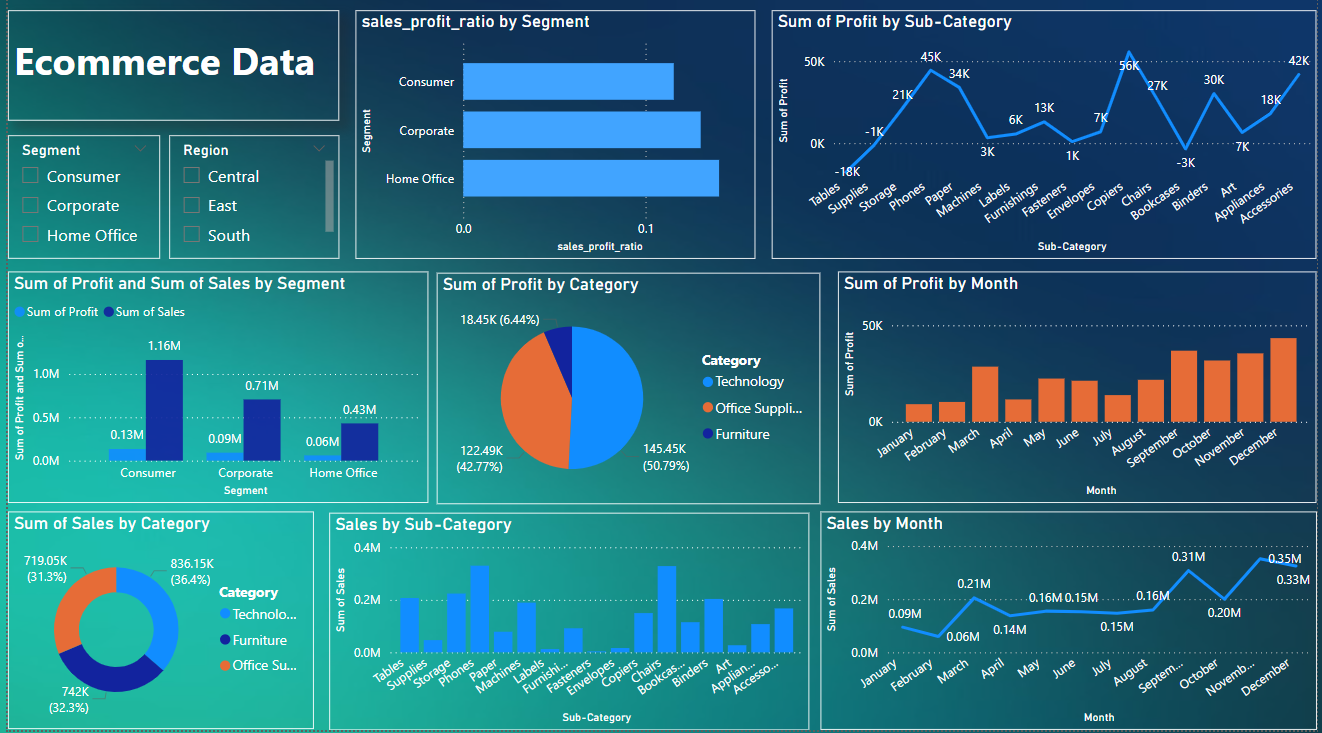 Ecommerce Data
Segment
Consumer
Corporate
Home Office
Region
Central
East
South
sales_profit_ratio by Segment
Segment
Consumer
Corporate
Home Office
0.0
0.1
sales_profit_ratio
Sum of Profit by Sub-Category
Sum of Profit
50K
0K
-18K
-1K
21K
45K
34K
3K
6K
13K
1K
7K
56K
27K
-3K
30K
7K
18K
42K
Tables
Supplies
Storage
Phones
Paper
Machines
Labels
Furnishings
Fasteners
Envelopes
Copiers
Chairs
Bookcases
Binders
Art
Appliances
Accessories
Sub-Category
Sum of Profit and Sum of Sales by Segment
Sum of Profit
Sum of Sales
Sum of Profit and Sum o...
1.0M
0.5M
0.0M
0.13M
1.16M
0.09M
0.71M
0.06M
0.43M
Consumer
Corporate
Home Office
Segment
Sum of Profit by Category
18.45K (6.44%)
122.49K
(42.77%)
145.45K
(50.79%)
Category
Technology
Office Suppli...
Furniture
Sum of Profit by Month
Sum of Profit
50K
0K
January
February
March
April
May
June
July
August
September
October
November
December
Month
Sum of Sales by Category
719.05K
(31.3%)
836.15K
(36.4%)
742K
(32.3%)
Category
Technolo...
Furniture
Office Su...
Sales by Sub-Category
Sum of Sales
0.4M
0.2M
0.0M
Tables
Supplies
Storage
Phones
Paper
Machines
Labels
Furnishi...
Fasteners
Envelopes
Copiers
Chairs
Bookcas...
Binders
Art
Applian...
Accesso...
Sub-Category
Sales by Month
Sum of Sales
0.4M
0.2M
0.0M
0.09M
0.06M
0.21M
0.14M
0.16M
0.15M
0.15M
0.16M
0.31M
0.20M
0.35M
0.33M
January
February
March
April
May
June
July
August
Septem...
October
Novemb...
December
Month